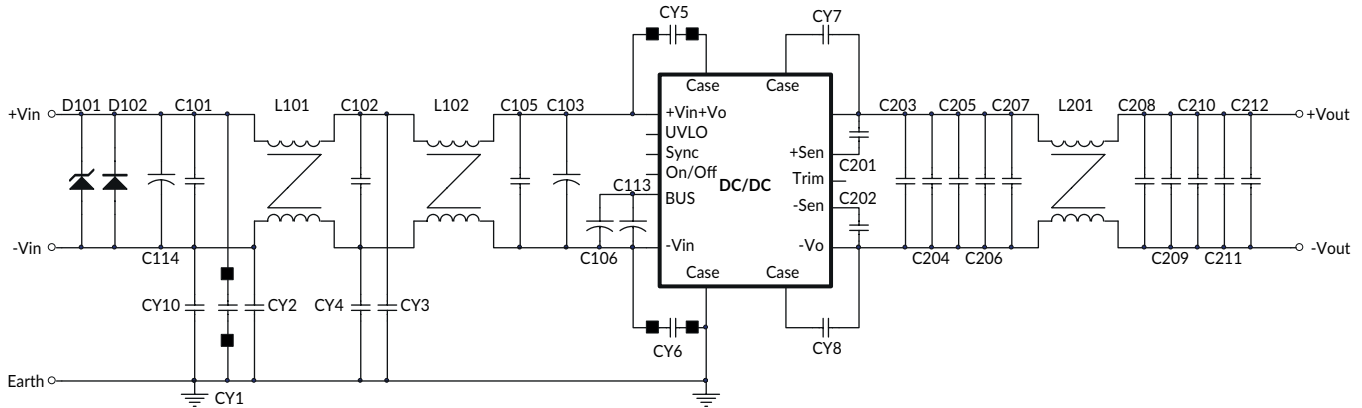 CY5 CY7
Case Case
+Vin D101 D102 C101 L101 C102 L102 C105 C103 +Vin+Vo C203 C205 C207 L201 C208 C210 C212 +Vout
UVLO
Sync +Sen C201
On/Off DC/DC Trim
C113 BUS -Sen C202
-Vin C114 C106 -Vin -Vo C204 C206 C209 C211 -Vout
Case Case
CY10 CY2 CY4 CY3
CY6 CY8
Earth CY1